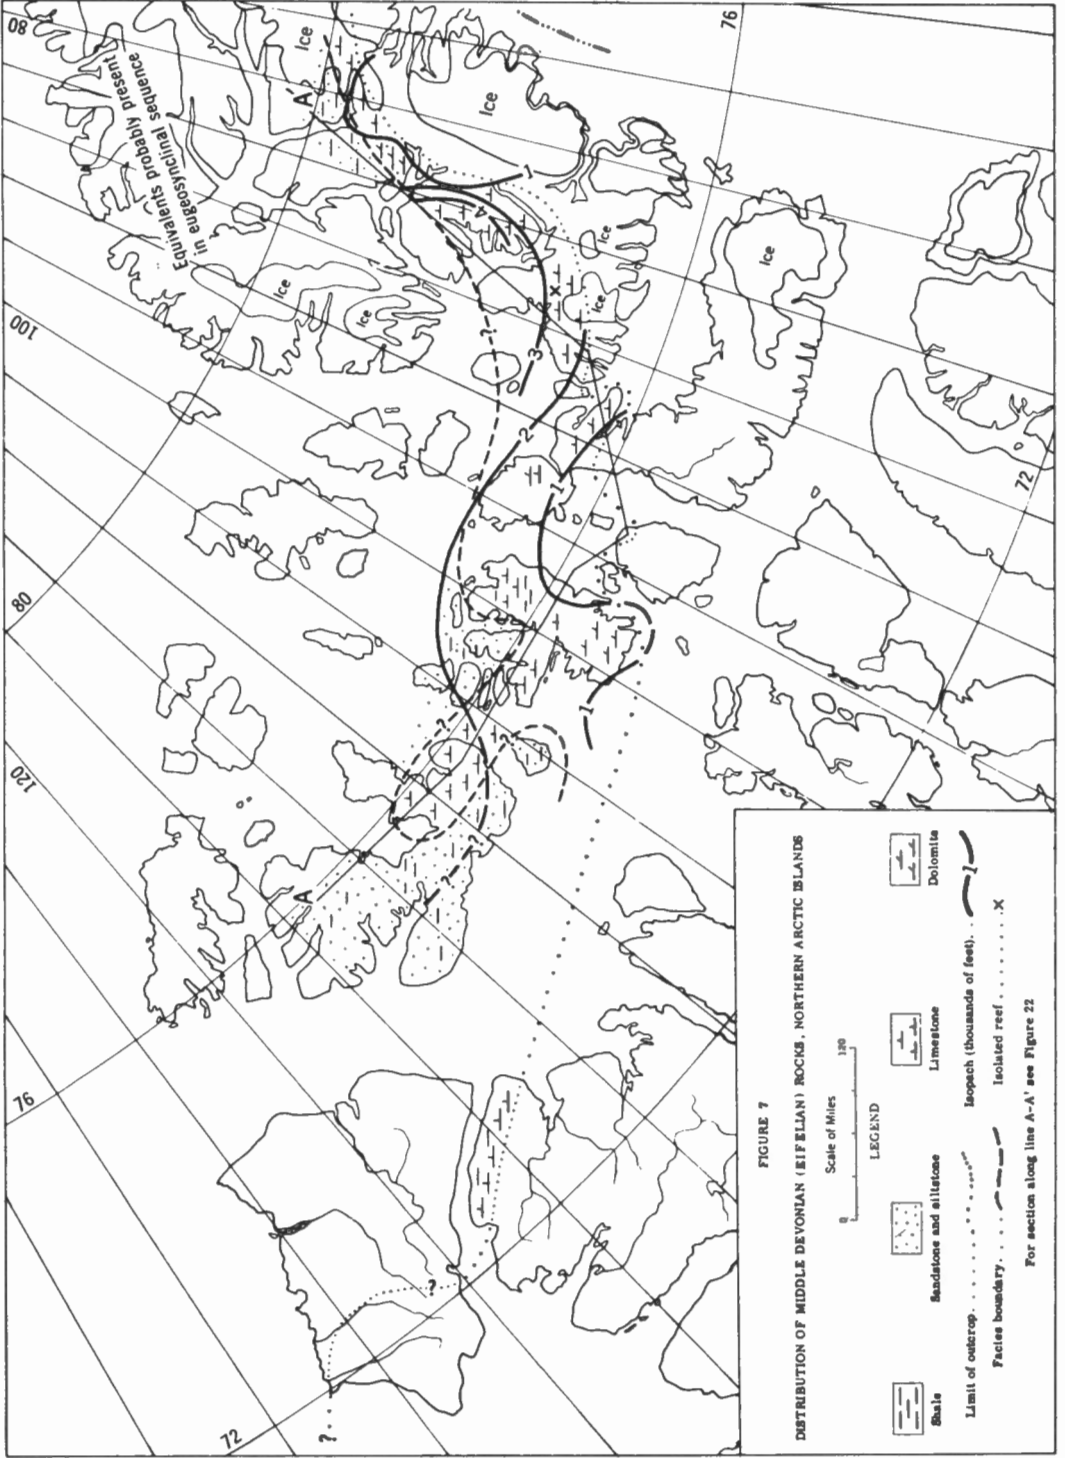 80
Equivalents probably present
in eugeosynclinal sequence
Ice
A'
Ice
76
100
Ice
Ice
1
4
Ice
Ice
Ice
x
?
3
2
1
72
80
?
?
?
?
1
120
A
76
?
72
?
FIGURE 7
DISTRIBUTION OF MIDDLE DEVONIAN (EIFELIAN) ROCKS, NORTHERN ARCTIC ISLANDS
Scale of Miles
0 120
LEGEND
Shale Sandstone and siltstone Limestone Dolomite
Limit of outcrop Isopach (thousands of feet) 1
Facies boundary Isolated reef x
For section along line A-A' see Figure 22